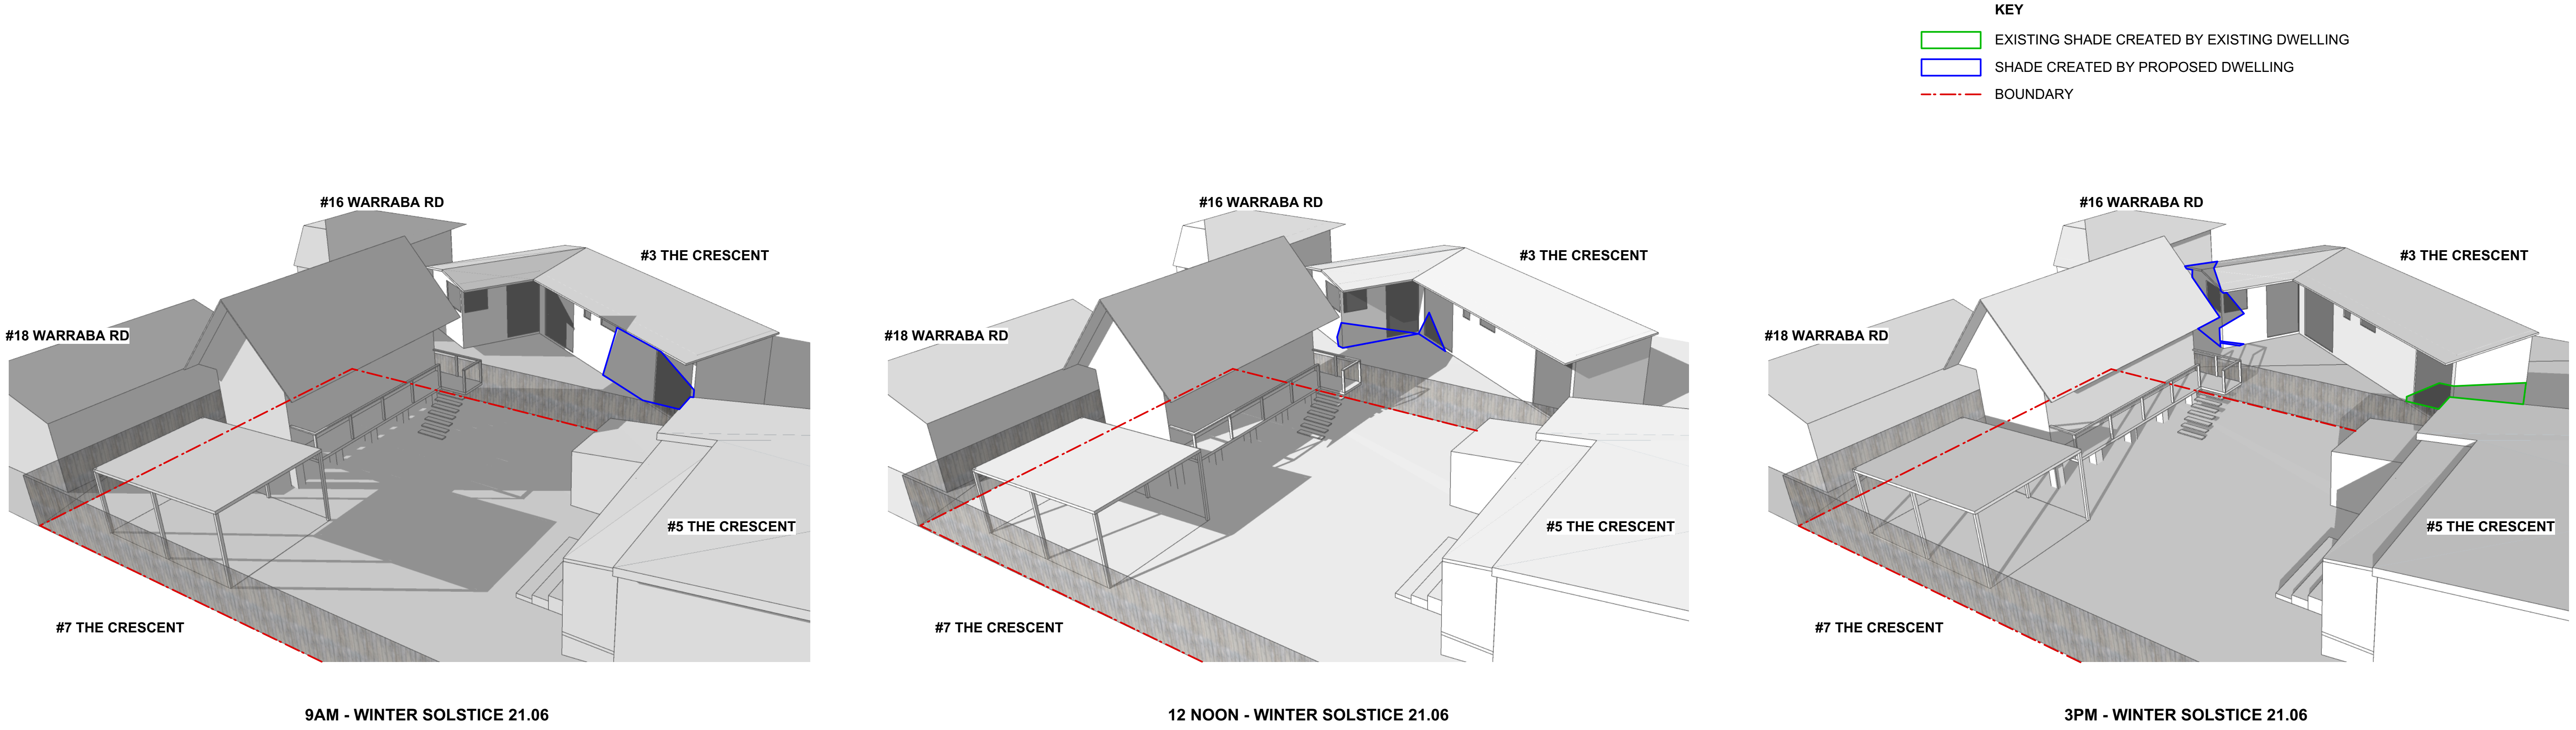 KEY
EXISTING SHADE CREATED BY EXISTING DWELLING
SHADE CREATED BY PROPOSED DWELLING
BOUNDARY
#16 WARRABA RD
#3 THE CRESCENT
#18 WARRABA RD
#5 THE CRESCENT
#7 THE CRESCENT
9AM - WINTER SOLSTICE 21.06
#16 WARRABA RD
#3 THE CRESCENT
#18 WARRABA RD
#5 THE CRESCENT
#7 THE CRESCENT
12 NOON - WINTER SOLSTICE 21.06
#16 WARRABA RD
#3 THE CRESCENT
#18 WARRABA RD
#5 THE CRESCENT
#7 THE CRESCENT
3PM - WINTER SOLSTICE 21.06